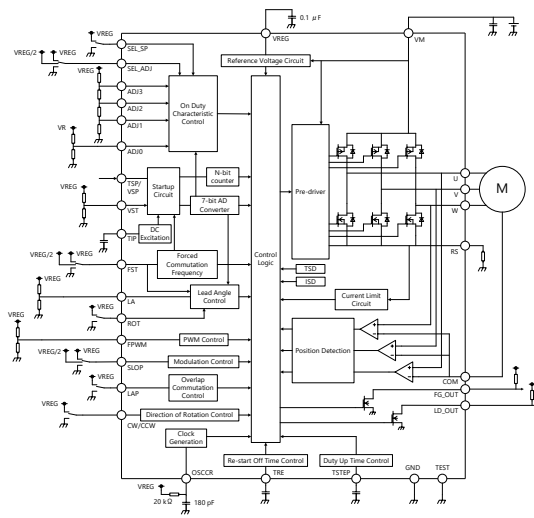 0.1 μF
VREG
SEL_SP
VREG
VM
VREG/2
VREG
SEL_ADJ
VREG
ADJ3
ADJ2
ADJ1
VR
ADJ0
Reference Voltage Circuit
On Duty
Characteristic
Control
N-bit
counter
TSP/
VSP
Startup
Circuit
7-bit AD
Converter
VREG
VST
TIP
DC
Excitation
VREG/2
VREG
FST
Forced
Commutation
Frequency
VREG
LA
Lead Angle
Control
VREG
ROT
VREG
FPWM
PWM Control
VREG/2
VREG
SLOP
Modulation Control
VREG
LAP
Overlap
Commutation
Control
VREG
CW/CCW
Direction of Rotation Control
Clock
Generation
Control
Logic
Pre-driver
U
V
W
M
RS
TSD
ISD
Current Limit
Circuit
Position Detection
COM
FG_OUT
LD_OUT
Re-start Off Time Control
Duty Up Time Control
OSCCR
TRE
TSTEP
GND
TEST
VREG
20 kΩ
180 pF